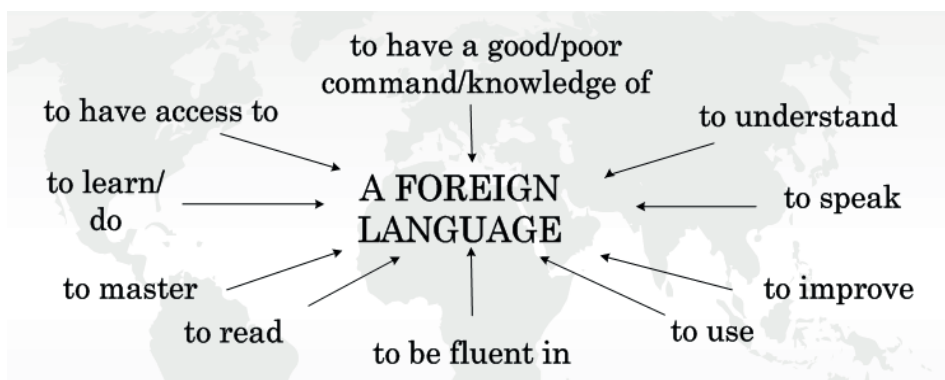 to have a good/poor
command/knowledge of
to have access to
to understand
to learn/
do
A FOREIGN
LANGUAGE
to speak
to master
to improve
to read
to use
to be fluent in